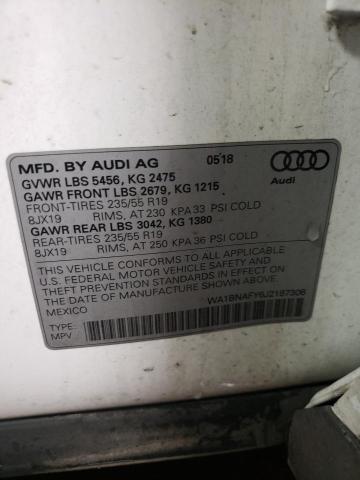 MFD. BY AUDI AG 05 18
GVWR LBS 5456, KG 2475
GAWR FRONT LBS 2679, KG 1215
FRONT-TIRES 235/55 R19
8JX19 RIMS, AT 230 KPA 33 PSI COLD
GAWR REAR LBS 3042, KG 1380
REAR-TIRES 235/55 R19
8JX19 RIMS, AT 250 KPA 36 PSI COLD
Audi
THIS VEHICLE CONFORMS TO ALL APPLICABLE
U.S. FEDERAL MOTOR VEHICLE SAFETY AND
THEFT PREVENTION STANDARDS IN EFFECT ON
THE DATE OF MANUFACTURE SHOWN ABOVE
MEXICO
WA1BNAFY6J2187306
TYPE:
MPV